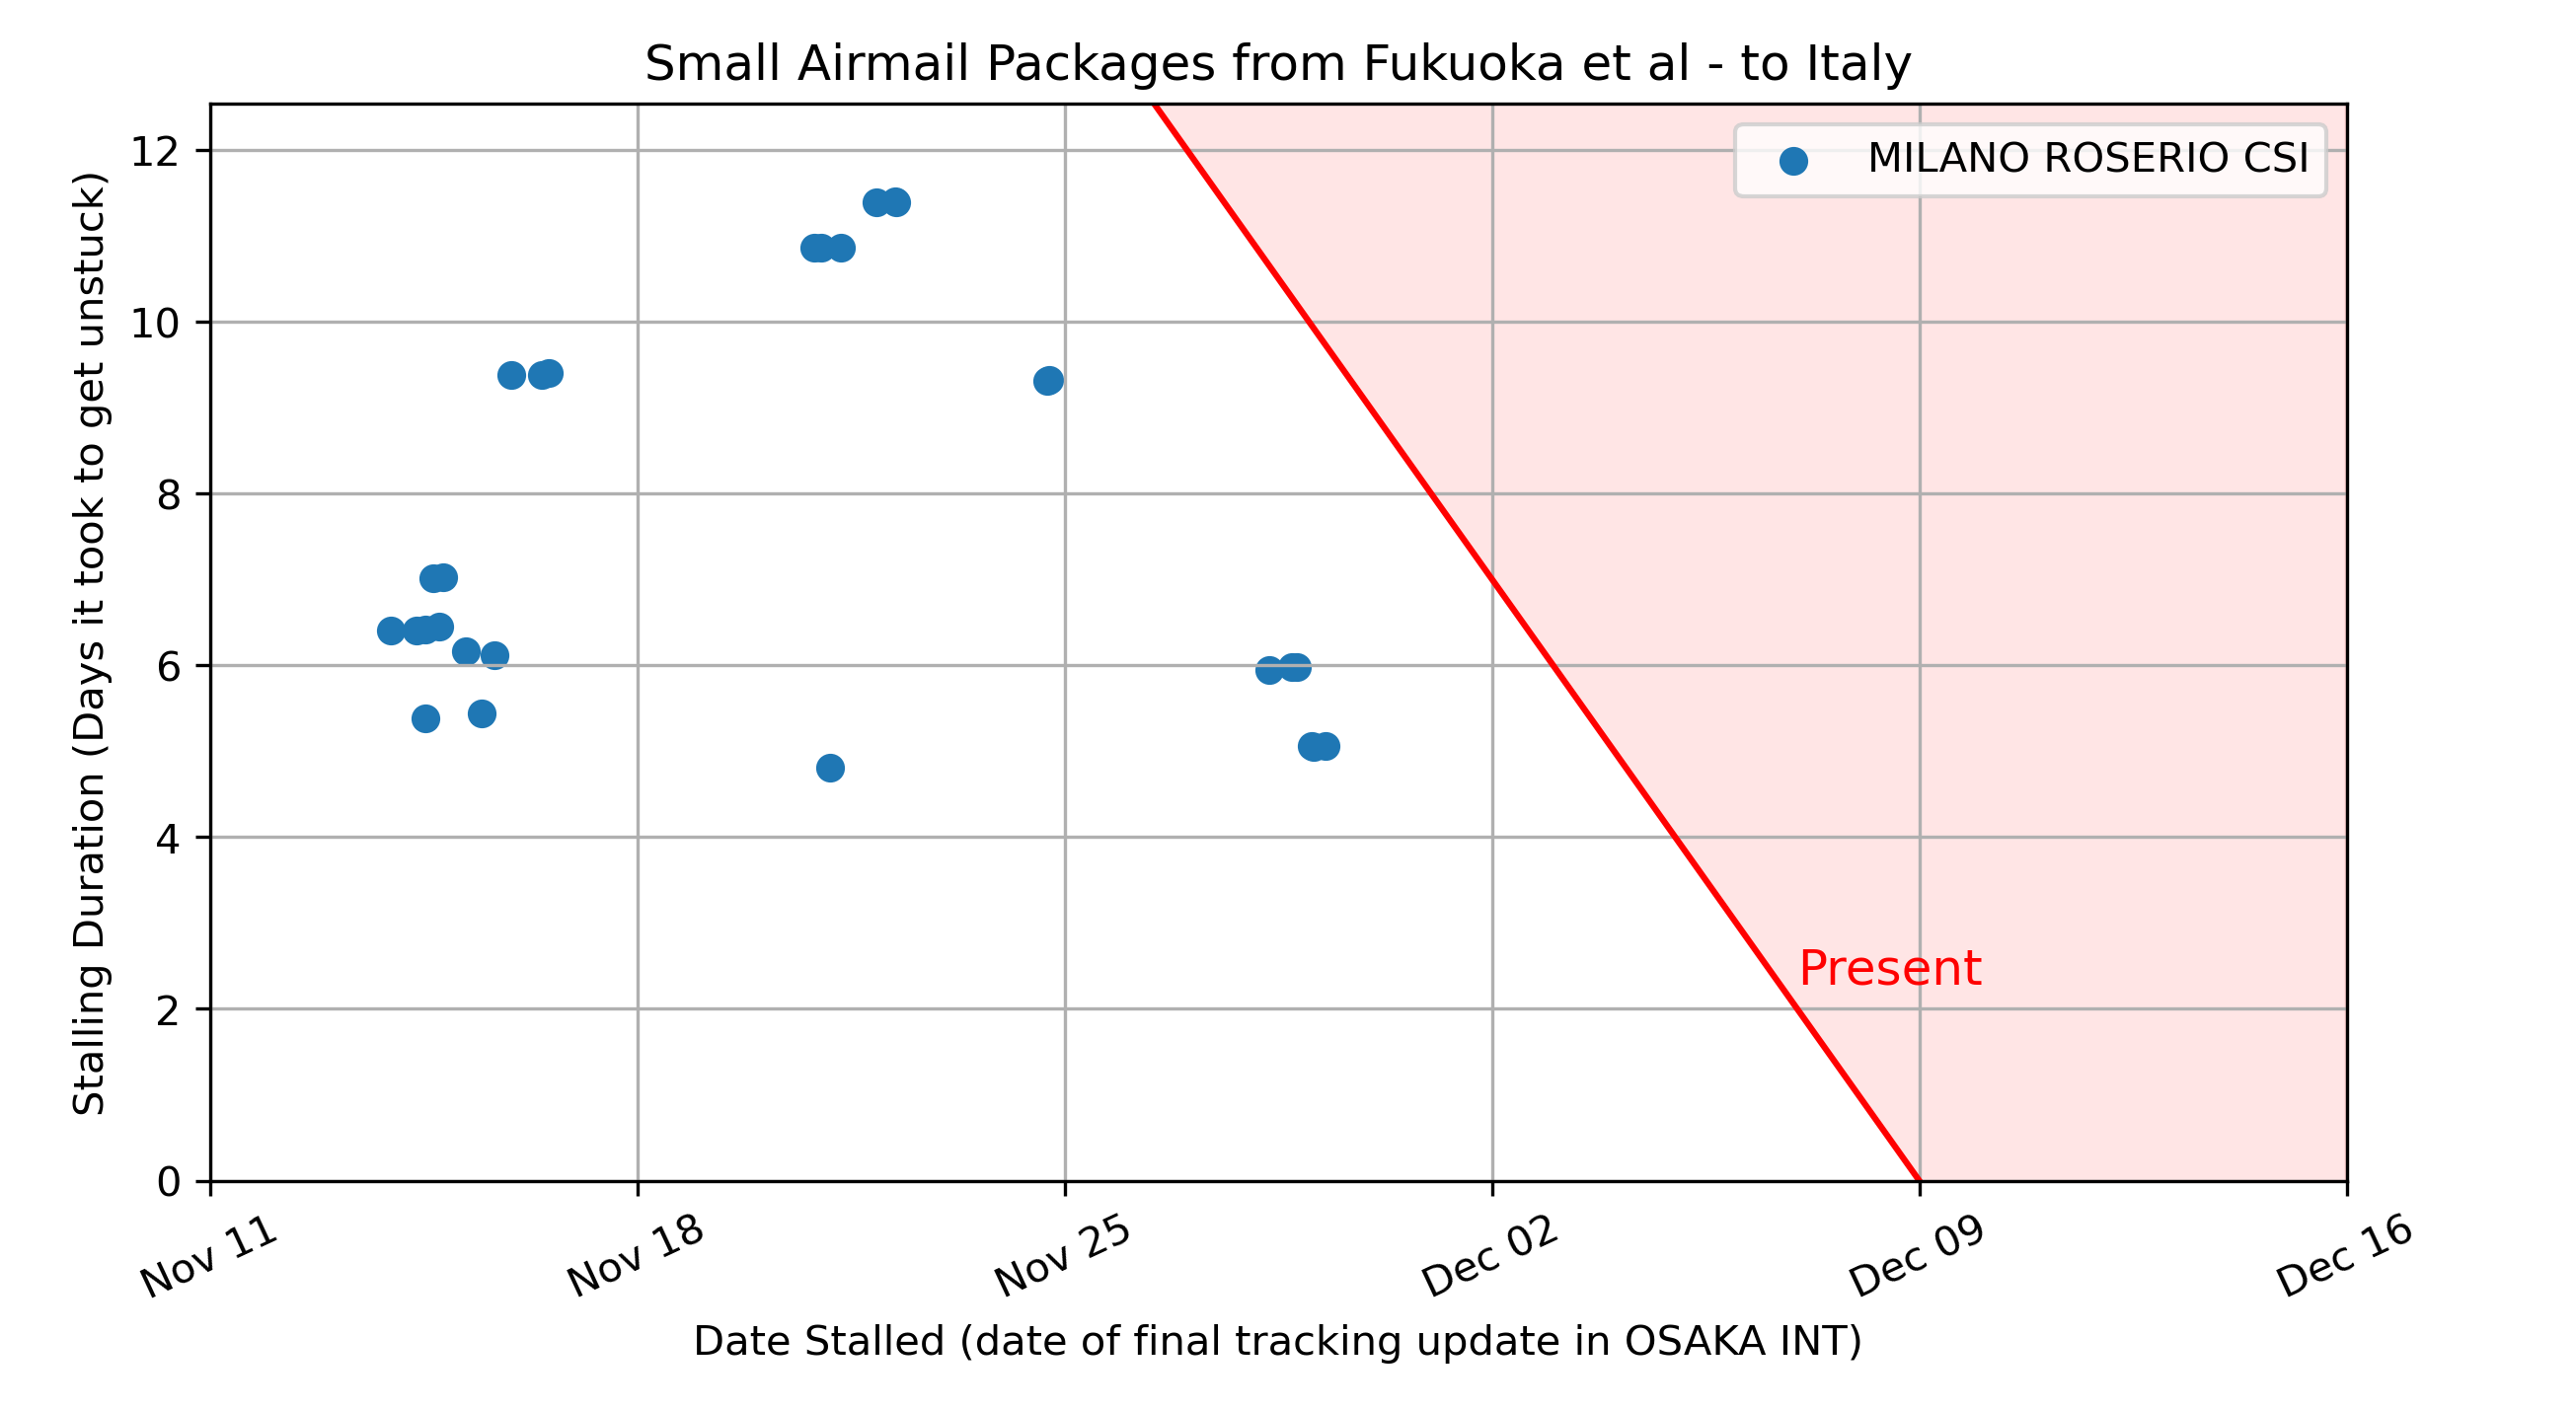 Small Airmail Packages from Fukuoka et al - to Italy
MILANO ROSERIO CSI
Stalling Duration (Days it took to get unstuck)
12
10
8
6
4
2
0
Present
Nov 11
Nov 18
Nov 25
Dec 02
Dec 09
Dec 16
Date Stalled (date of final tracking update in OSAKA INT)